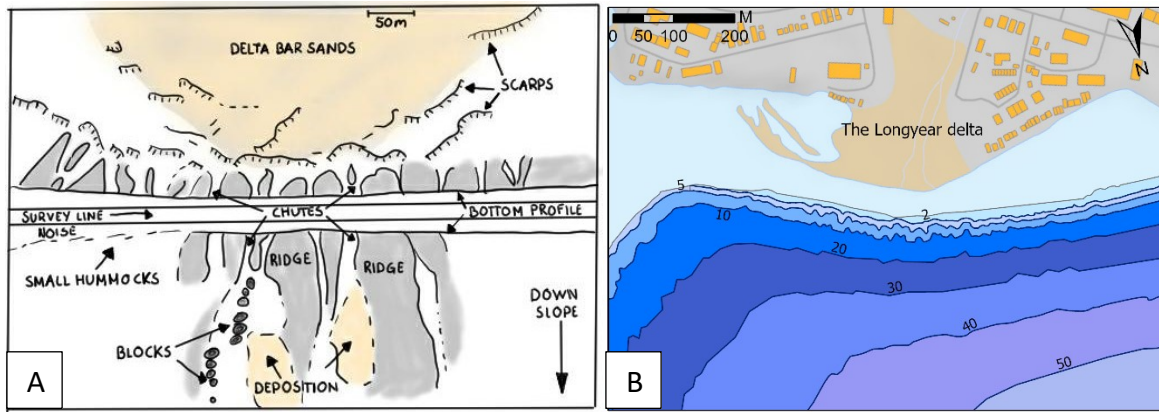 50m
DELTA BAR SANDS
SCARPS
SURVEY LINE
CHUTES
BOTTOM PROFILE
NOISE
SMALL HUMMOCKS
RIDGE
RIDGE
DOWN
SLOPE
BLOCKS
DEPOSITION
A
M
0 50 100 200
N
The Longyear delta
5
2
10
20
30
40
50
B